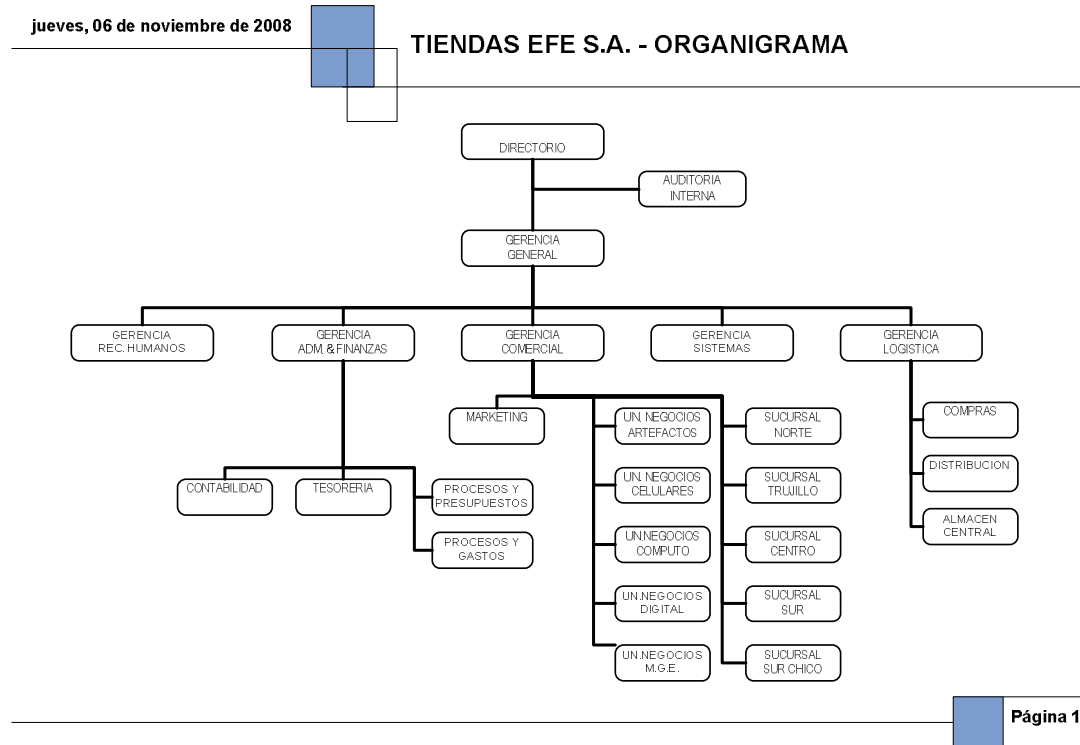 jueves, 06 de noviembre de 2008
TIENDAS EFE S.A. - ORGANIGRAMA
DIRECTORIO
AUDITORIA
INTERNA
GERENCIA
GENERAL
GERENCIA
REC. HUMANOS
GERENCIA
ADM. & FINANZAS
GERENCIA
COMERCIAL
GERENCIA
SISTEMAS
GERENCIA
LOGISTICA
MARKETING
UN. NEGOCIOS
ARTEFACTOS
SUCURSAL
NORTE
COMPRAS
CONTABILIDAD
TESORERIA
PROCESOS Y
PRESUPUESTOS
UN. NEGOCIOS
CELULARES
SUCURSAL
TRUJILLO
DISTRIBUCION
PROCESOS Y
GASTOS
UN.NEGOCIOS
COMPUTO
SUCURSAL
CENTRO
ALMACEN
CENTRAL
UN.NEGOCIOS
DIGITAL
SUCURSAL
SUR
UN.NEGOCIOS
M.G.E.
SUCURSAL
SUR CHICO
Página 1